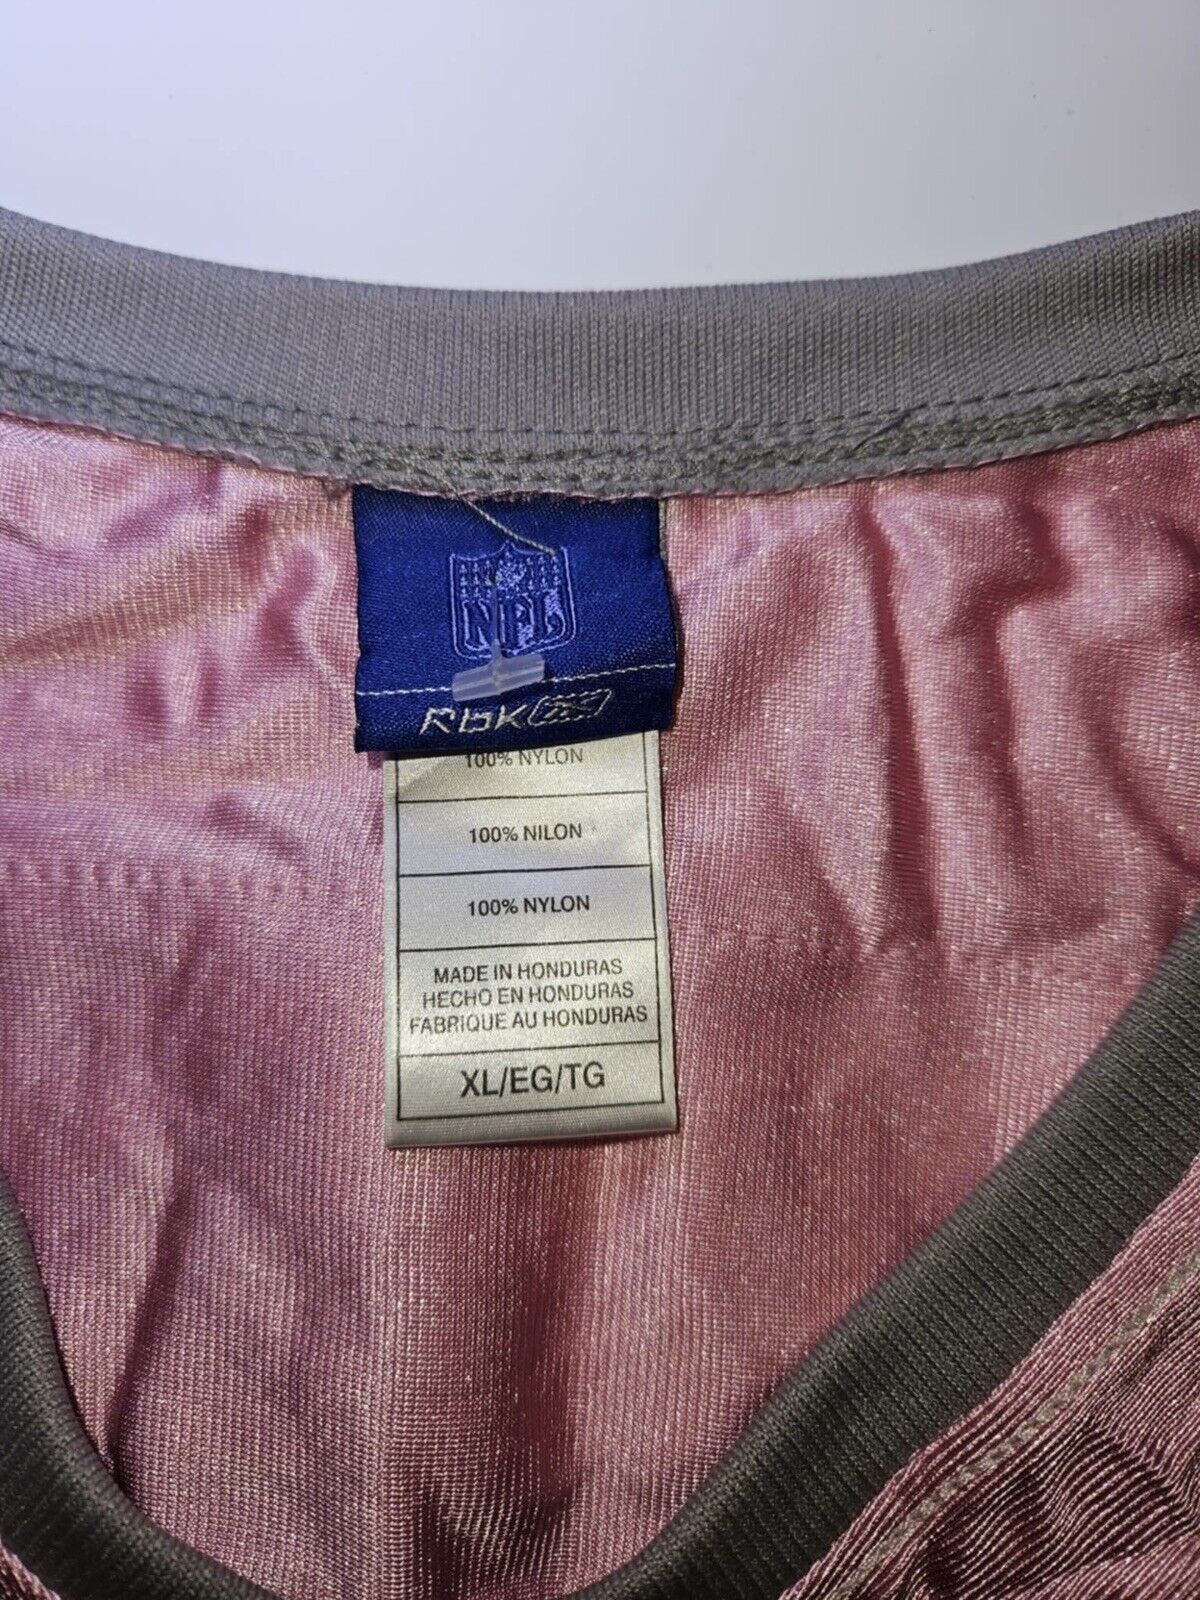 NFL
Rbk
100% NYLON
100% NILON
100% NYLON
MADE IN HONDURAS
HECHO EN HONDURAS
FABRIQUE AU HONDURAS
XL/EG/TG